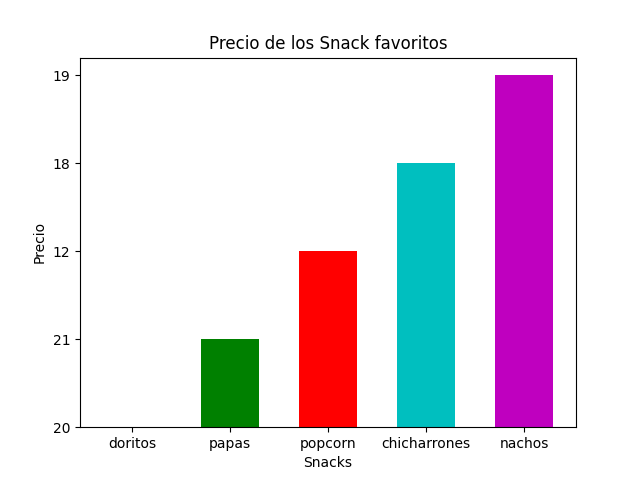 Precio de los Snack favoritos
19
18
12
21
20
Precio
doritos papas popcorn chicharrones nachos
Snacks